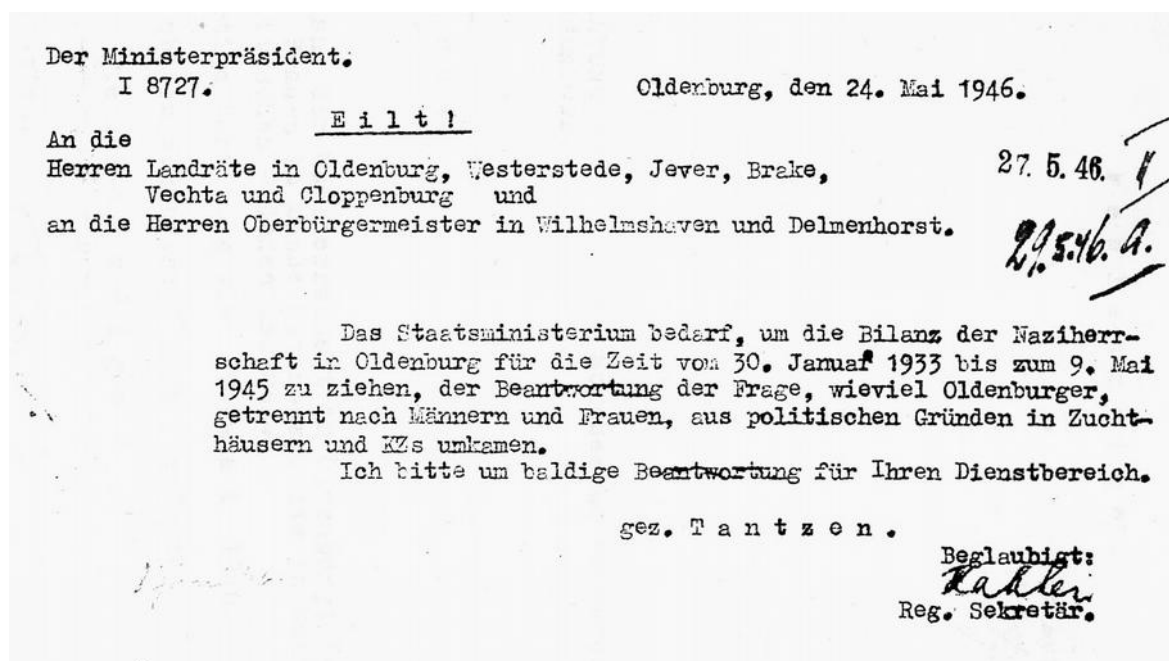 Der Ministerpräsident.
I 8727.
Oldenburg, den 24. Mai 1946.
Eilt!
An die
Herren Landräte in Oldenburg, Westerstede, Jever, Brake,
Vechta und Cloppenburg und
an die Herren Oberbürgermeister in Wilhelmshaven und Delmenhorst.
27. 5. 46.
29.5.46. a.
Das Staatsministerium bedarf, um die Bilanz der Naziherr-
schaft in Oldenburg für die Zeit vom 30. Januar 1933 bis zum 9. Mai
1945 zu ziehen, der Beantwortung der Frage, wieviel Oldenburger,
getrennt nach Männern und Frauen, aus politischen Gründen in Zucht-
häusern und KZs umkamen.
Ich bitte um baldige Beantwortung für Ihren Dienstbereich.
gez. Tantzen.
Beglaubigt:
Reg. Sekretär.